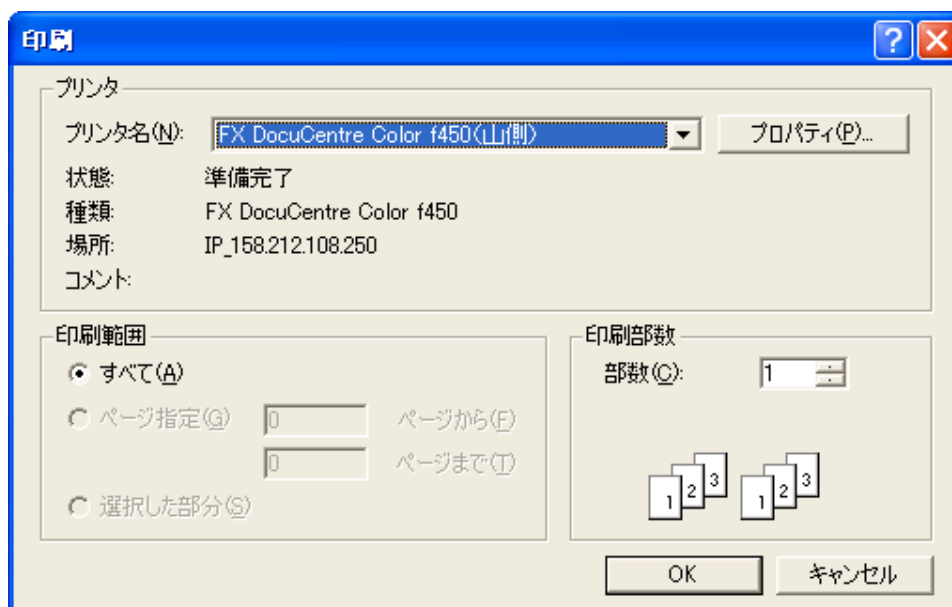 印刷
プリンタ
プリンタ名(N): FX DocuCentre Color f450(山側) プロパティ(P)...
状態: 準備完了
種類: FX DocuCentre Color f450
場所: IP_158.212.108.250
コメント:
印刷範囲
すべて(A)
ページ指定(G) 0 ページから(F)
0 ページまで(T)
選択した部分(S)
印刷部数
部数(C): 1
1 2 3 1 2 3
OK キャンセル